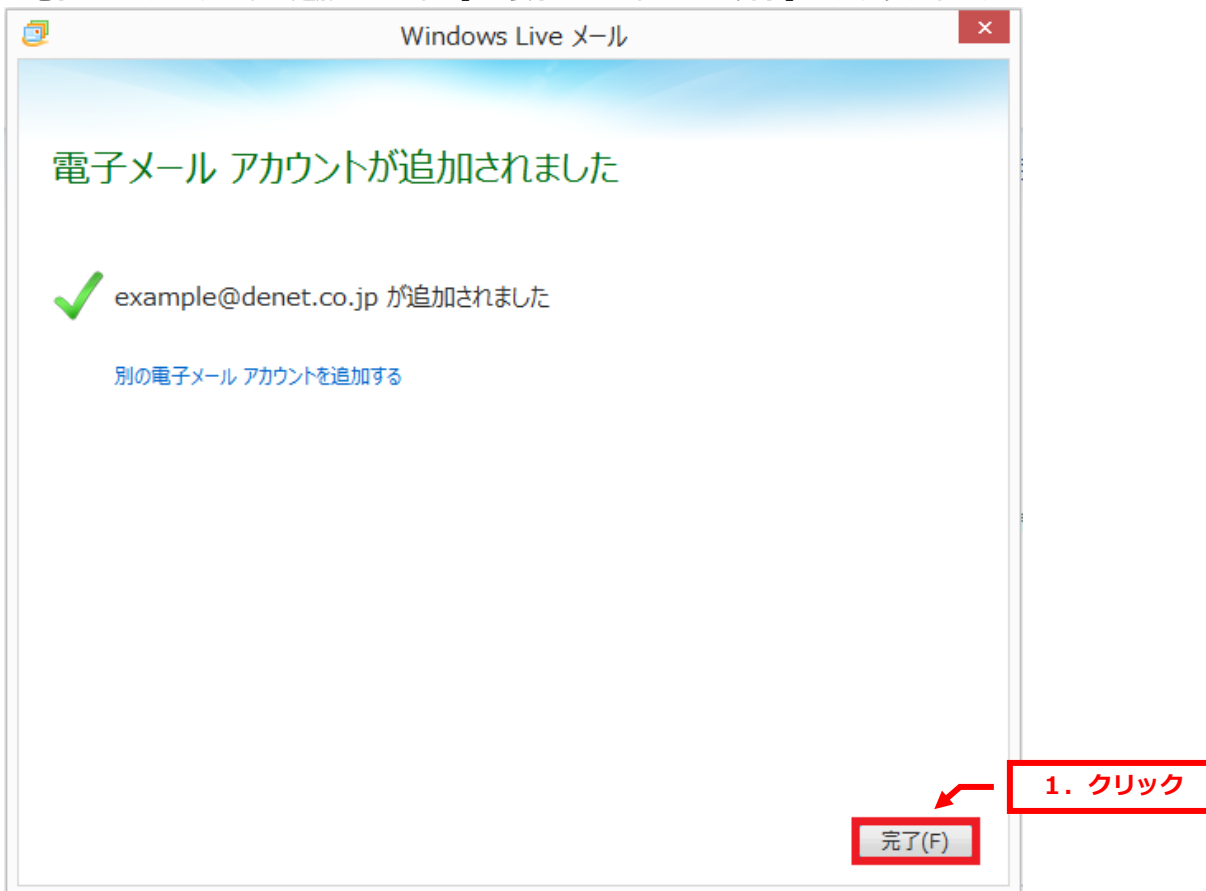 Windows Live メール
電子メール アカウントが追加されました
example@denet.co.jp が追加されました
別の電子メール アカウントを追加する
1．クリック
完了(F)